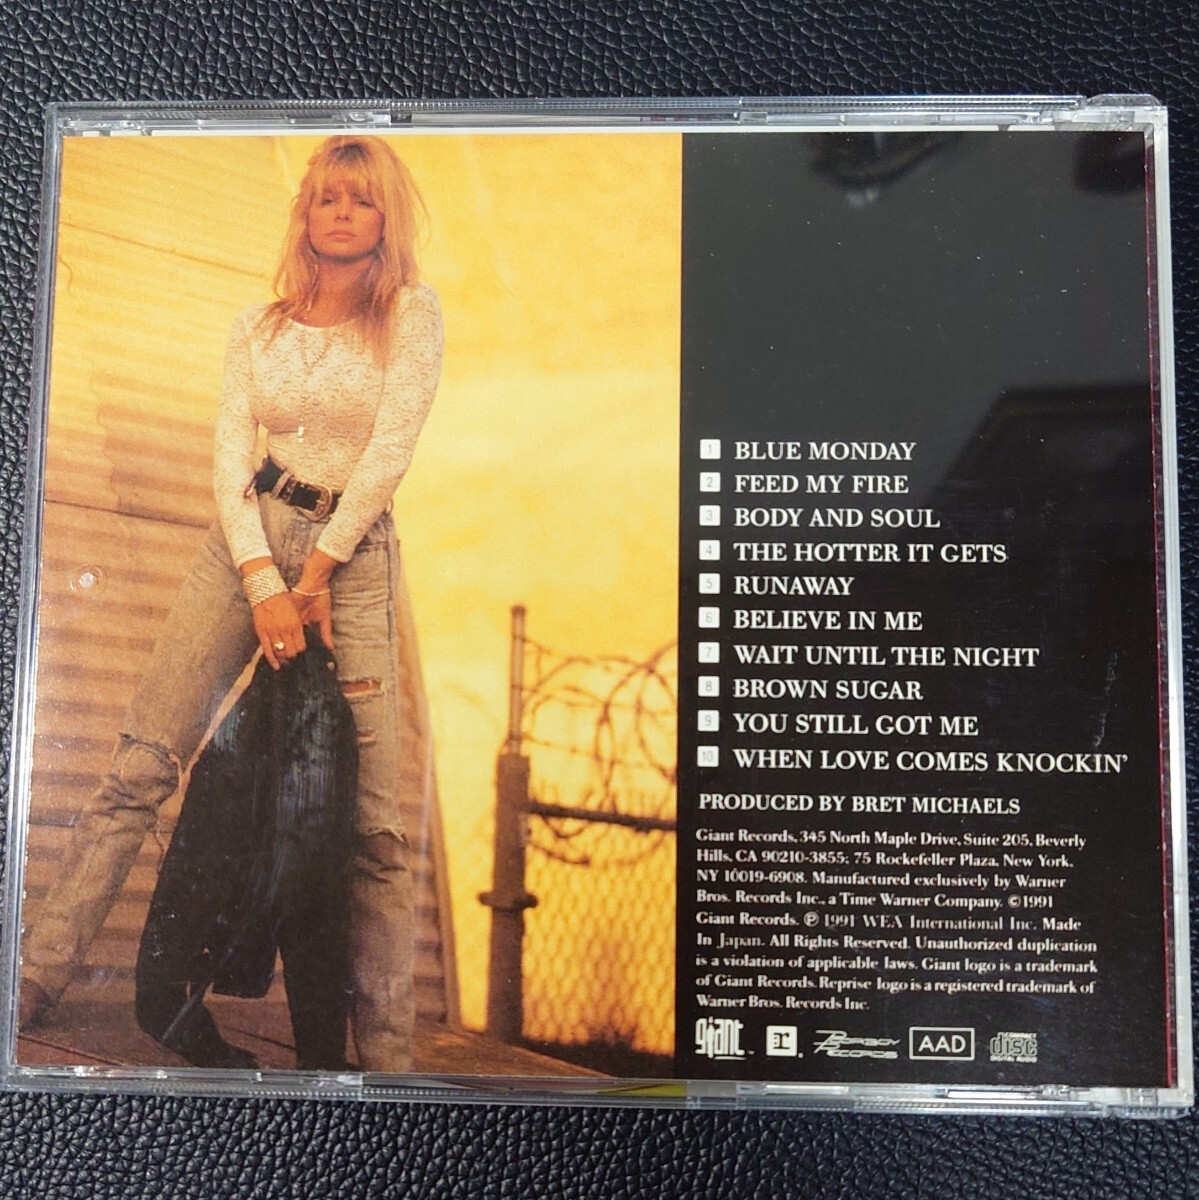 1 BLUE MONDAY
2 FEED MY FIRE
3 BODY AND SOUL
4 THE HOTTER IT GETS
5 RUNAWAY
6 BELIEVE IN ME
7 WAIT UNTIL THE NIGHT
8 BROWN SUGAR
9 YOU STILL GOT ME
10 WHEN LOVE COMES KNOCKIN'
PRODUCED BY BRET MICHAELS
Giant Records, 345 North Maple Drive, Suite 205, Beverly
Hills, CA 90210-3855; 75 Rockefeller Plaza, New York,
NY 10019-6908. Manufactured exclusively by Warner
Bros. Records Inc., a Time Warner Company. ©1991
Giant Records. ℗ 1991 WEA International Inc. Made
In Japan. All Rights Reserved. Unauthorized duplication
is a violation of applicable laws. Giant logo is a trademark
of Giant Records. Reprise logo is a registered trademark of
Warner Bros. Records Inc.
giant r POORBOY RECORDS AAD COMPACT disc DIGITAL AUDIO